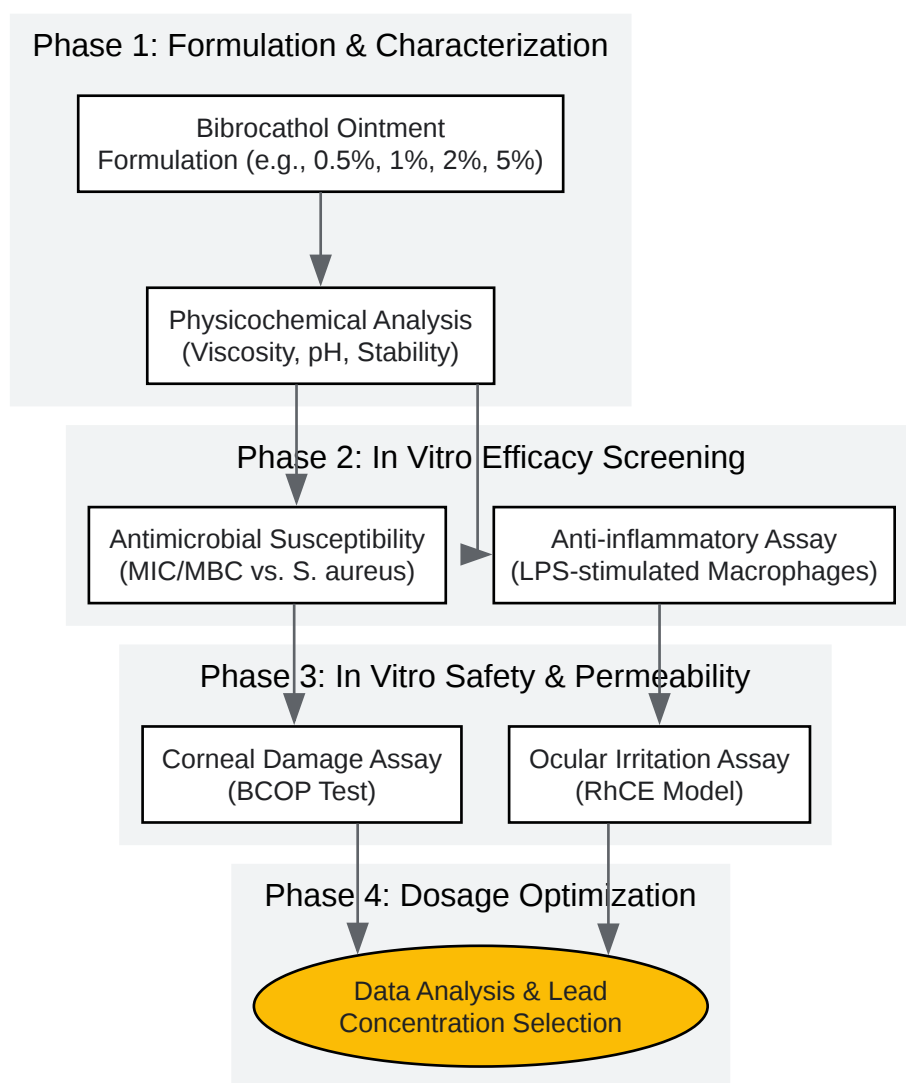 Phase 1: Formulation & Characterization
Bibrocathol Ointment
Formulation (e.g., 0.5%, 1%, 2%, 5%)
Physicochemical Analysis
(Viscosity, pH, Stability)
Phase 2: In Vitro Efficacy Screening
Antimicrobial Susceptibility
(MIC/MBC vs. S. aureus)
Anti-inflammatory Assay
(LPS-stimulated Macrophages)
Phase 3: In Vitro Safety & Permeability
Corneal Damage Assay
(BCOP Test)
Ocular Irritation Assay
(RhCE Model)
Phase 4: Dosage Optimization
Data Analysis & Lead
Concentration Selection